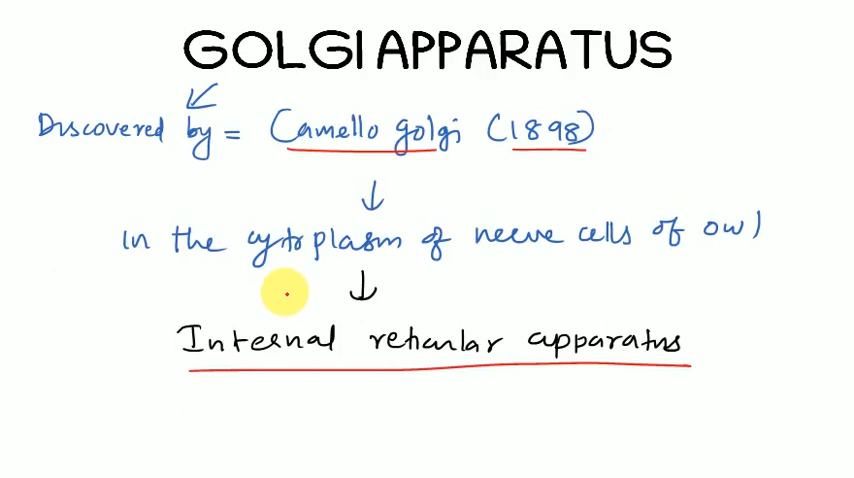 GOLGI APPARATUS
Discovered by = Camello golgi (1898)
In the cytoplasm of nerve cells of owl
Internal reticular apparatus